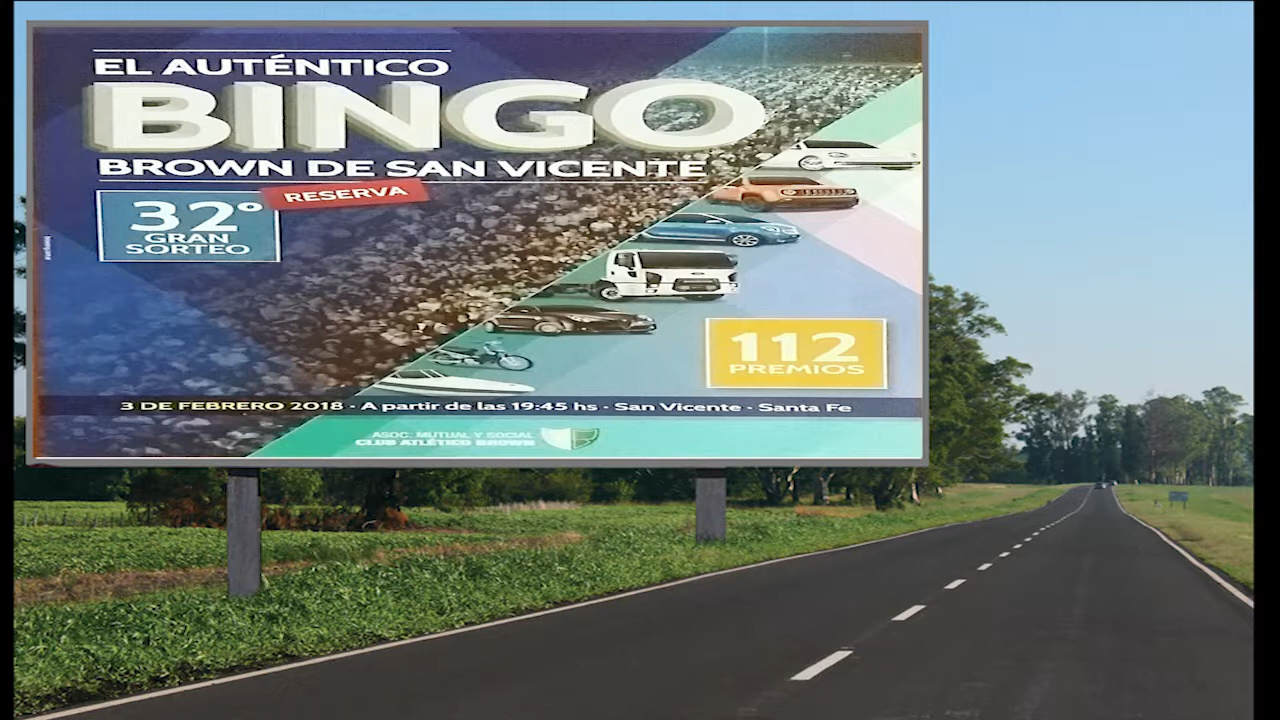 EL AUTÉNTICO
BINGO
BROWN DE SAN VICENTE
RESERVA
32º
GRAN
SORTEO
112
PREMIOS
3 DE FEBRERO 2018 - A partir de las 19:45 hs - San Vicente - Santa Fe
ASOC. MUTUAL Y SOCIAL
CLUB ATLÉTICO BROWN